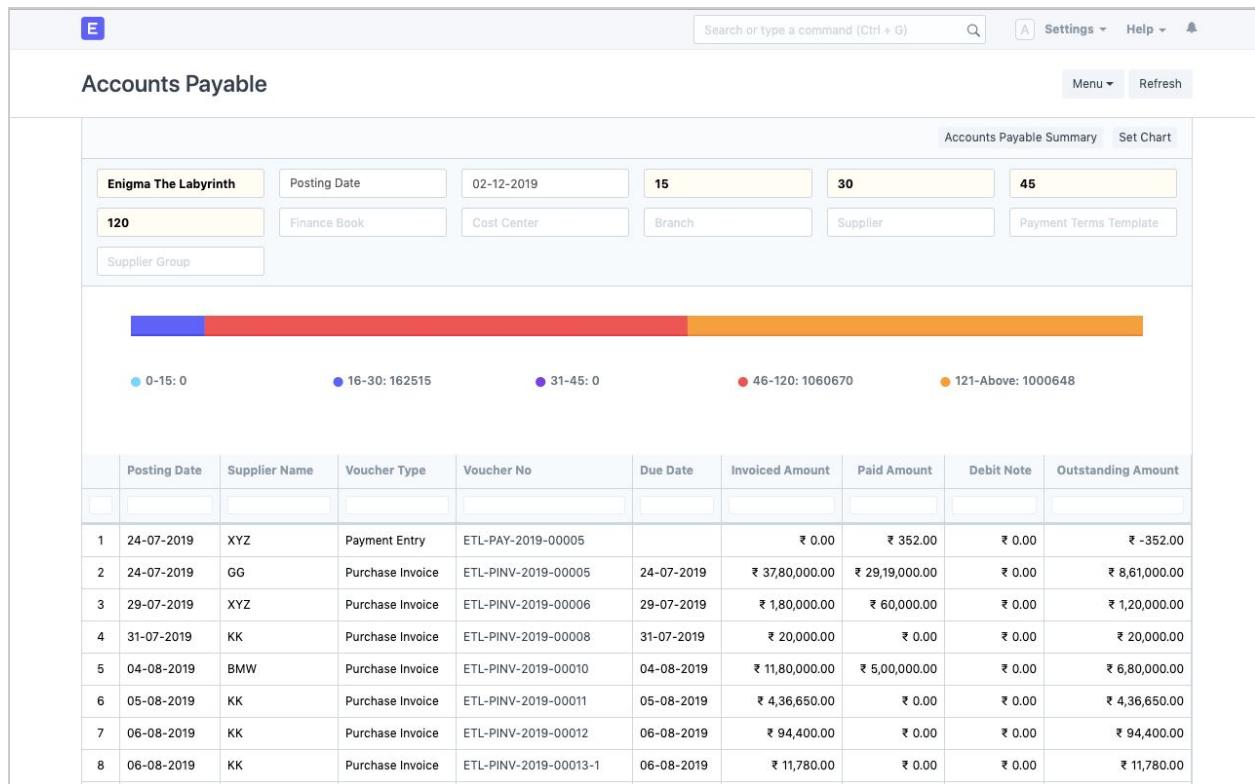 E Search or type a command (Ctrl + G) A Settings Help
Accounts Payable Menu Refresh
Accounts Payable Summary Set Chart
Enigma The Labyrinth Posting Date 02-12-2019 15 30 45
120 Finance Book Cost Center Branch Supplier Payment Terms Template
Supplier Group
0-15: 0 16-30: 162515 31-45: 0 46-120: 1060670 121-Above: 1000648
Posting Date Supplier Name Voucher Type Voucher No Due Date Invoiced Amount Paid Amount Debit Note Outstanding Amount
1 24-07-2019 XYZ Payment Entry ETL-PAY-2019-00005 ₹ 0.00 ₹ 352.00 ₹ 0.00 ₹ -352.00
2 24-07-2019 GG Purchase Invoice ETL-PINV-2019-00005 24-07-2019 ₹ 37,80,000.00 ₹ 29,19,000.00 ₹ 0.00 ₹ 8,61,000.00
3 29-07-2019 XYZ Purchase Invoice ETL-PINV-2019-00006 29-07-2019 ₹ 1,80,000.00 ₹ 60,000.00 ₹ 0.00 ₹ 1,20,000.00
4 31-07-2019 KK Purchase Invoice ETL-PINV-2019-00008 31-07-2019 ₹ 20,000.00 ₹ 0.00 ₹ 0.00 ₹ 20,000.00
5 04-08-2019 BMW Purchase Invoice ETL-PINV-2019-00010 04-08-2019 ₹ 11,80,000.00 ₹ 5,00,000.00 ₹ 0.00 ₹ 6,80,000.00
6 05-08-2019 KK Purchase Invoice ETL-PINV-2019-00011 05-08-2019 ₹ 4,36,650.00 ₹ 0.00 ₹ 0.00 ₹ 4,36,650.00
7 06-08-2019 KK Purchase Invoice ETL-PINV-2019-00012 06-08-2019 ₹ 94,400.00 ₹ 0.00 ₹ 0.00 ₹ 94,400.00
8 06-08-2019 KK Purchase Invoice ETL-PINV-2019-00013-1 06-08-2019 ₹ 11,780.00 ₹ 0.00 ₹ 0.00 ₹ 11,780.00